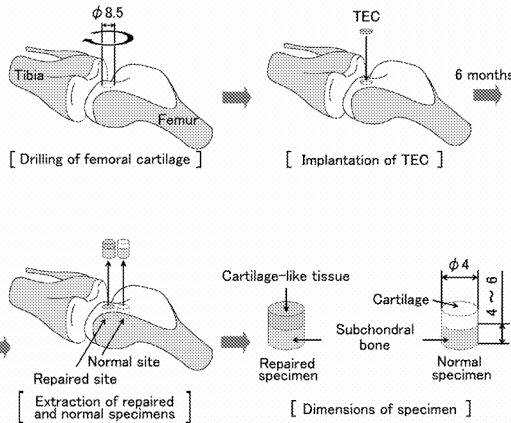 φ8.5
Tibia
Femur
[ Drilling of femoral cartilage ]
TEC
[ Implantation of TEC ]
6 months
Normal site
Repaired site
[ Extraction of repaired
and normal specimens ]
Cartilage-like tissue
Subchondral
bone
Repaired
specimen
φ4
Cartilage
4 ~ 6
Normal
specimen
[ Dimensions of specimen ]